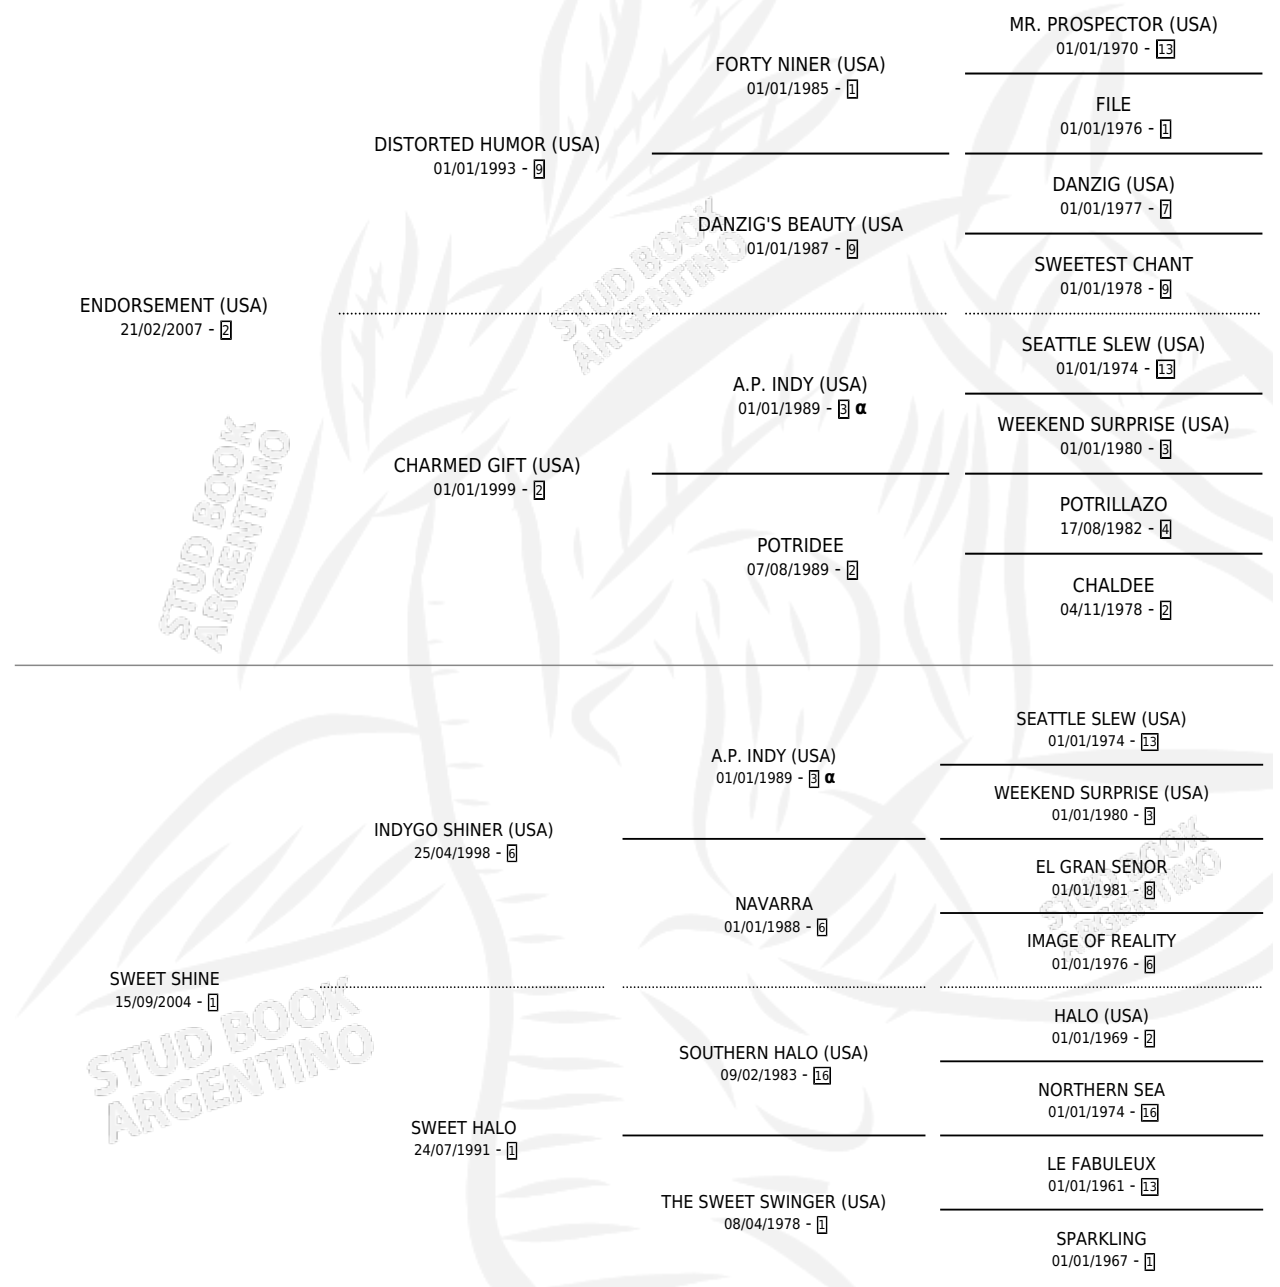 MR. PROSPECTOR (USA)
01/01/1970 - 13
FORTY NINER (USA)
01/01/1985 - 1
FILE
01/01/1976 - 1
DISTORTED HUMOR (USA)
01/01/1993 - 9
DANZIG (USA)
01/01/1977 - 7
DANZIG'S BEAUTY (USA
01/01/1987 - 9
SWEETEST CHANT
01/01/1978 - 9
ENDORSEMENT (USA)
21/02/2007 - 2
STUD BOOK
ARGENTINO
SEATTLE SLEW (USA)
01/01/1974 - 13
A.P. INDY (USA)
01/01/1989 - 3 α
WEEKEND SURPRISE (USA)
01/01/1980 - 3
CHARMED GIFT (USA)
01/01/1999 - 2
POTRILLAZO
17/08/1982 - 4
POTRIDEE
07/08/1989 - 2
CHALDEE
04/11/1978 - 2
STUD BOOK
ARGENTINO
SEATTLE SLEW (USA)
01/01/1974 - 13
A.P. INDY (USA)
01/01/1989 - 3 α
WEEKEND SURPRISE (USA)
01/01/1980 - 3
INDYGO SHINER (USA)
25/04/1998 - 6
EL GRAN SENOR
01/01/1981 - 8
NAVARRA
01/01/1988 - 6
IMAGE OF REALITY
01/01/1976 - 6
STUD BOOK
ARGENTINO
SWEET SHINE
15/09/2004 - 1
HALO (USA)
01/01/1969 - 2
SOUTHERN HALO (USA)
09/02/1983 - 16
NORTHERN SEA
01/01/1974 - 16
SWEET HALO
24/07/1991 - 1
LE FABULEUX
01/01/1961 - 13
THE SWEET SWINGER (USA)
08/04/1978 - 1
SPARKLING
01/01/1967 - 1
STUD BOOK
ARGENTINO